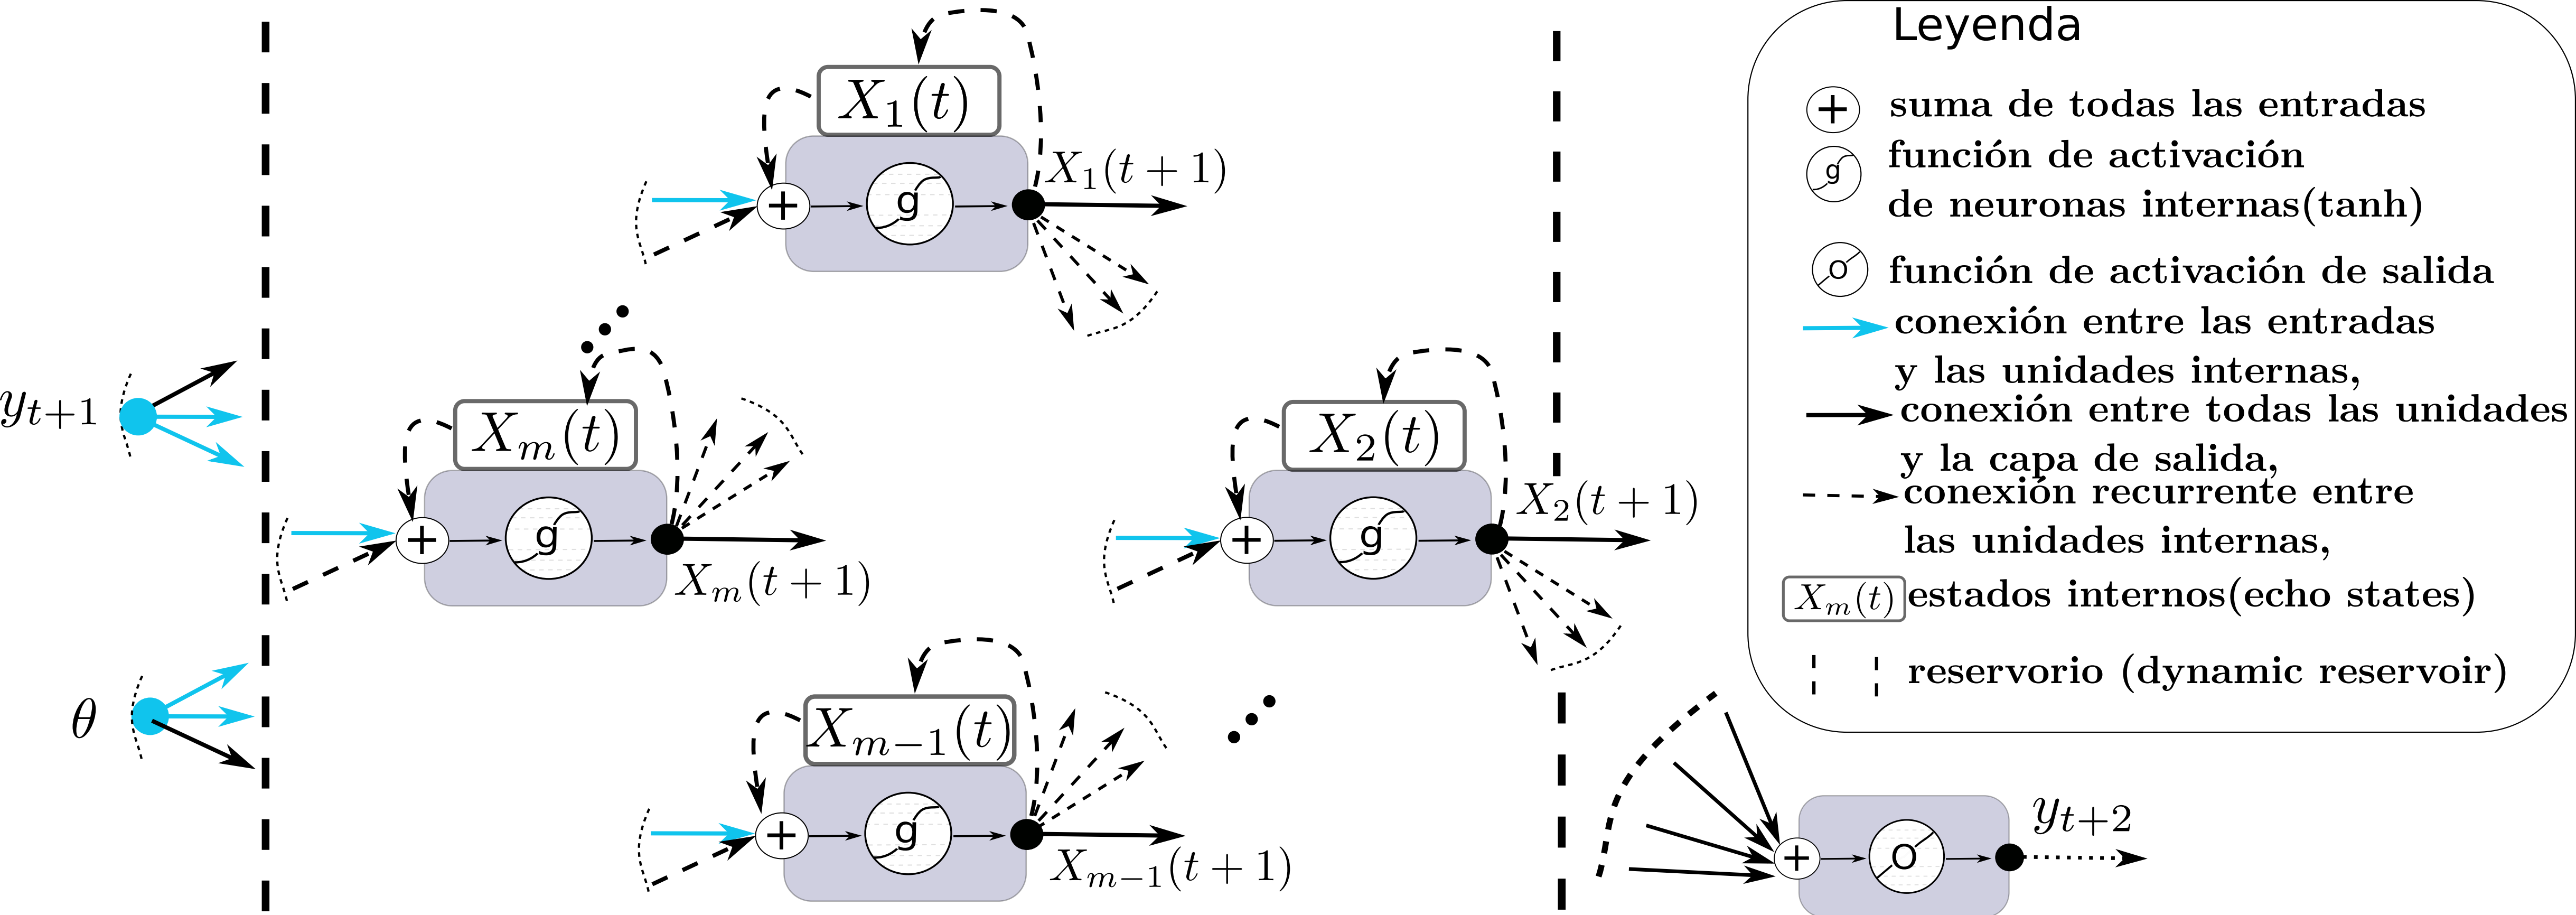 Leyenda
+ suma de todas las entradas
g función de activación
de neuronas internas(tanh)
O función de activación de salida
conexión entre las entradas
y las unidades internas,
conexión entre todas las unidades
y la capa de salida,
conexión recurrente entre
las unidades internas,
X_m(t) estados internos(echo states)
reservorio (dynamic reservoir)
X_1(t)
X_1(t + 1)
+ g
y_{t+1}
X_m(t)
+ g
X_m(t + 1)
X_2(t)
X_2(t + 1)
+ g
θ
X_{m−1}(t)
+ g
X_{m−1}(t + 1)
y_{t+2}
+ O